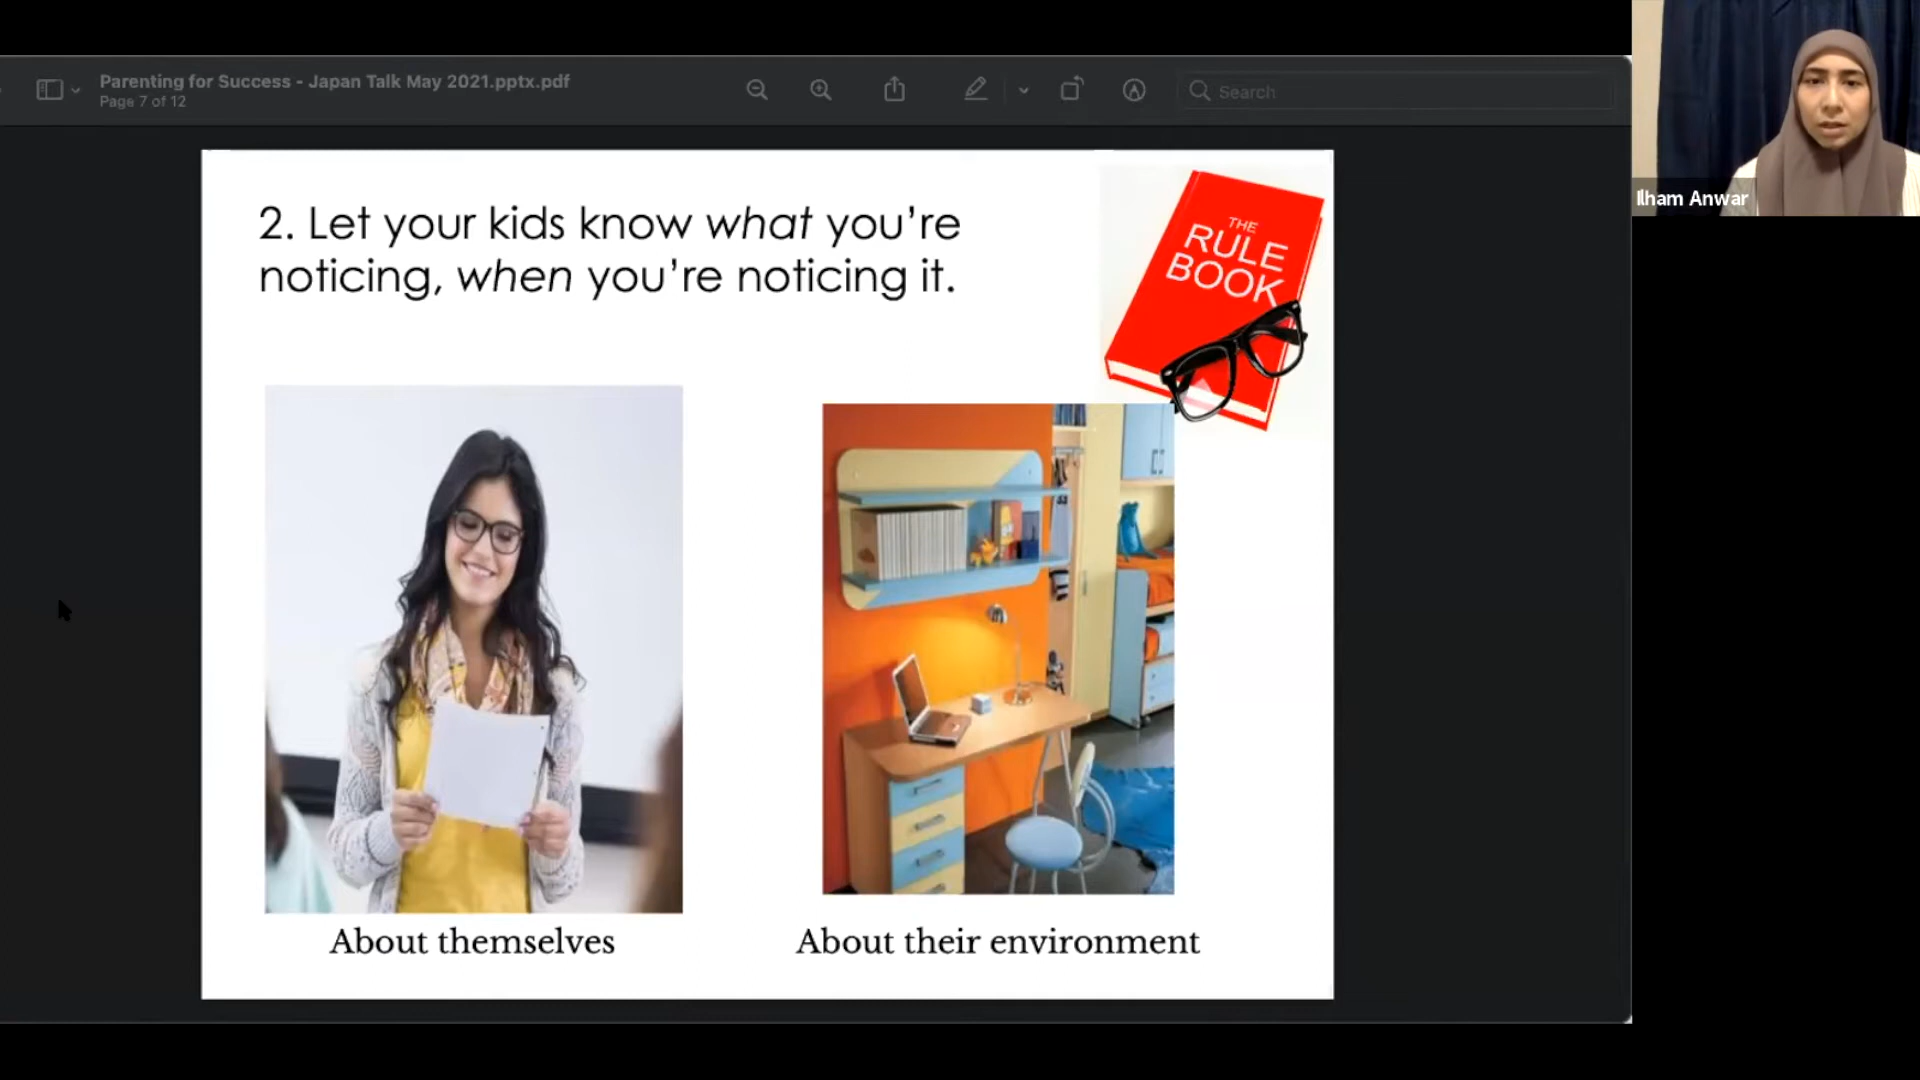 Parenting for Success - Japan Talk May 2021.pptx.pdf
Page 7 of 12
Search
Ilham Anwar
2. Let your kids know what you're
noticing, when you're noticing it.
THE
RULE
BOOK
About themselves
About their environment